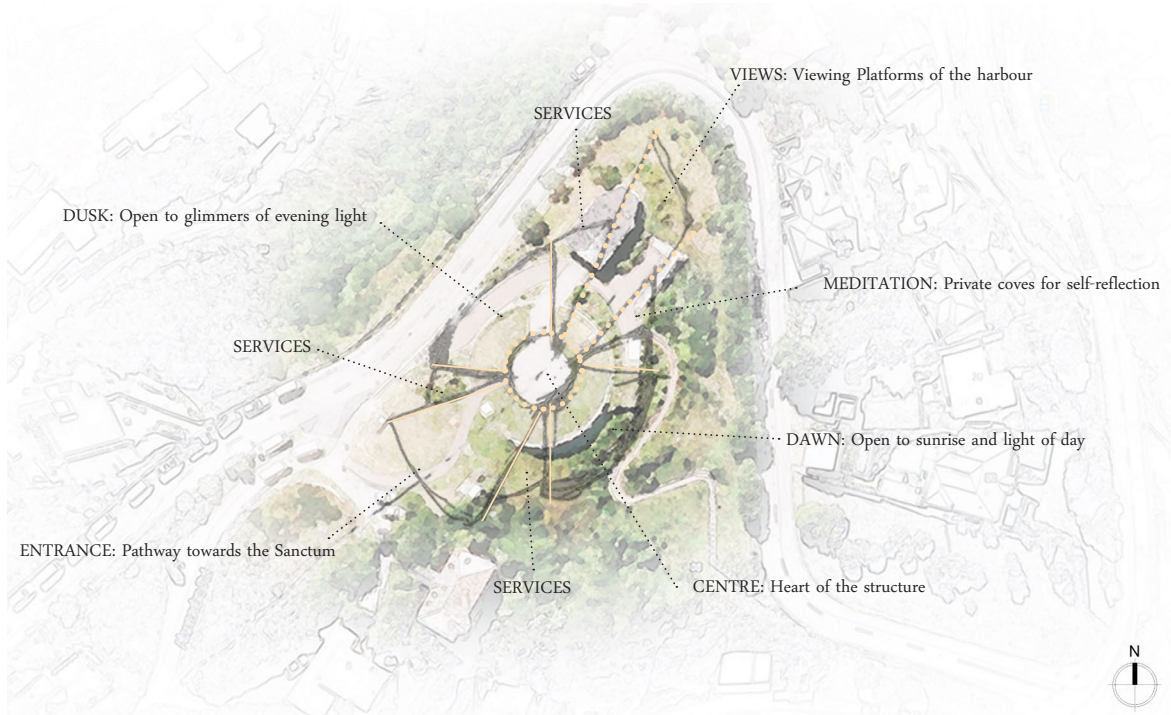 VIEWS: Viewing Platforms of the harbour
SERVICES
DUSK: Open to glimmers of evening light
MEDITATION: Private coves for self-reflection
SERVICES
DAWN: Open to sunrise and light of day
ENTRANCE: Pathway towards the Sanctum
SERVICES
CENTRE: Heart of the structure
N